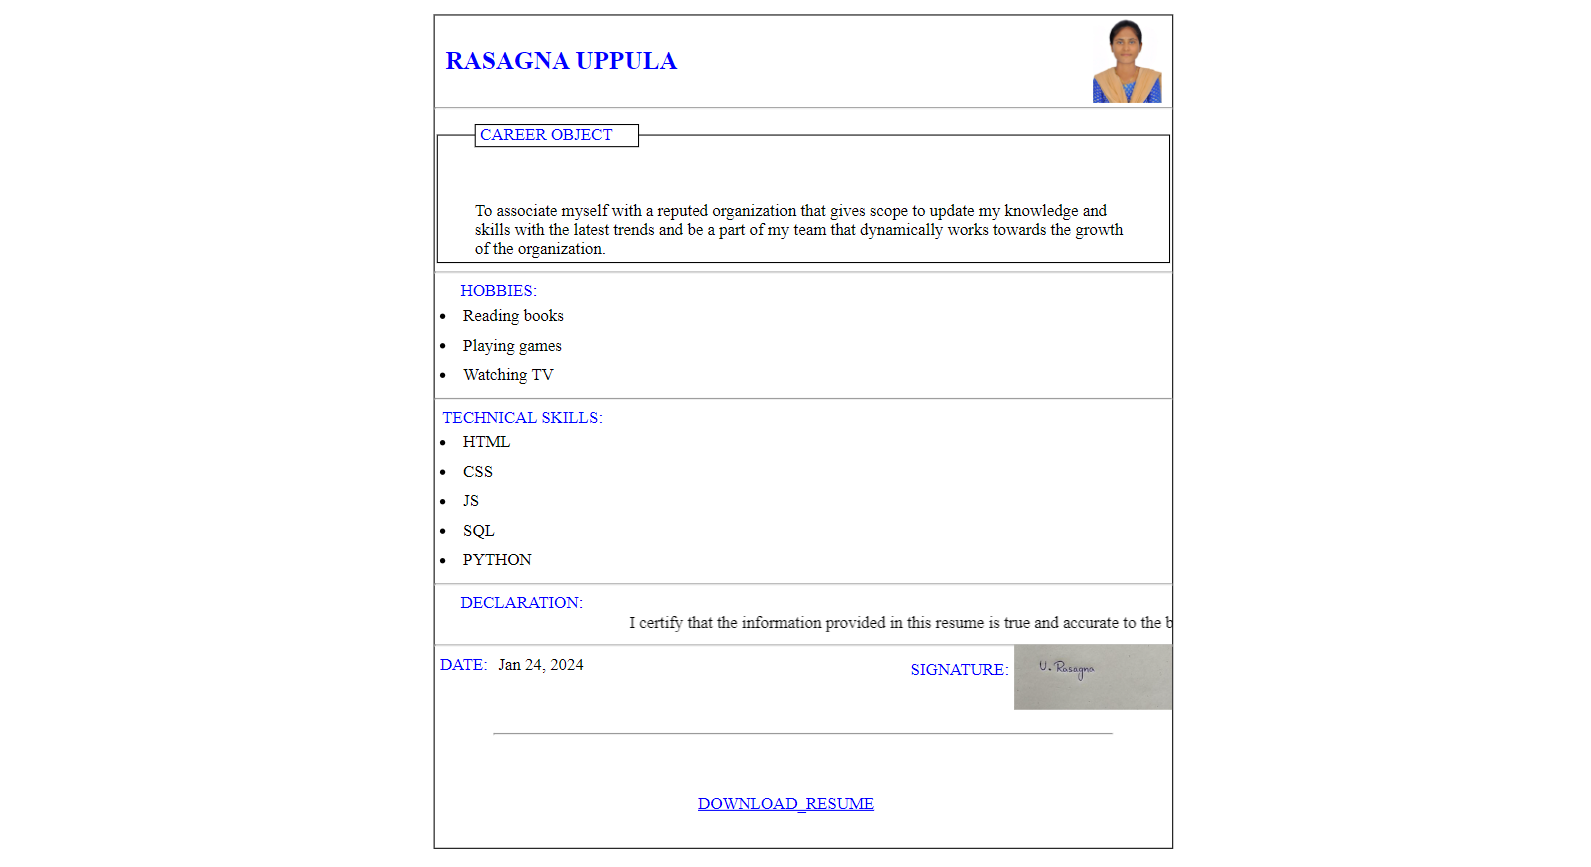 RASAGNA UPPULA
CAREER OBJECT
To associate myself with a reputed organization that gives scope to update my knowledge and
skills with the latest trends and be a part of my team that dynamically works towards the growth
of the organization.
HOBBIES:
• Reading books
• Playing games
• Watching TV
TECHNICAL SKILLS:
• HTML
• CSS
• JS
• SQL
• PYTHON
DECLARATION:
I certify that the information provided in this resume is true and accurate to the b
DATE: Jan 24, 2024
SIGNATURE: U. Rasagna
DOWNLOAD_RESUME